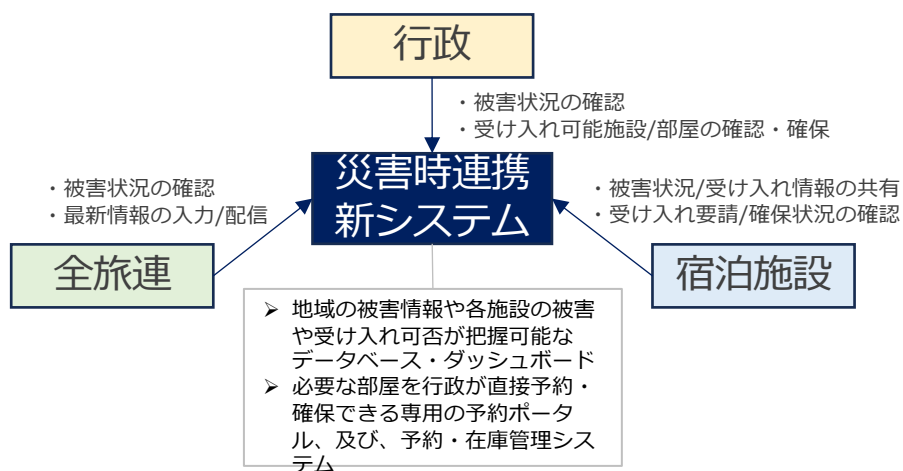 行政
・被害状況の確認
・受け入れ可能施設/部屋の確認・確保
災害時連携
新システム
・被害状況の確認
・最新情報の入力/配信
・被害状況/受け入れ情報の共有
・受け入れ要請/確保状況の確認
全旅連
宿泊施設
➢ 地域の被害情報や各施設の被害
や受け入れ可否が把握可能な
データベース・ダッシュボード
➢ 必要な部屋を行政が直接予約・
確保できる専用の予約ポータ
ル、及び、予約・在庫管理シス
テム